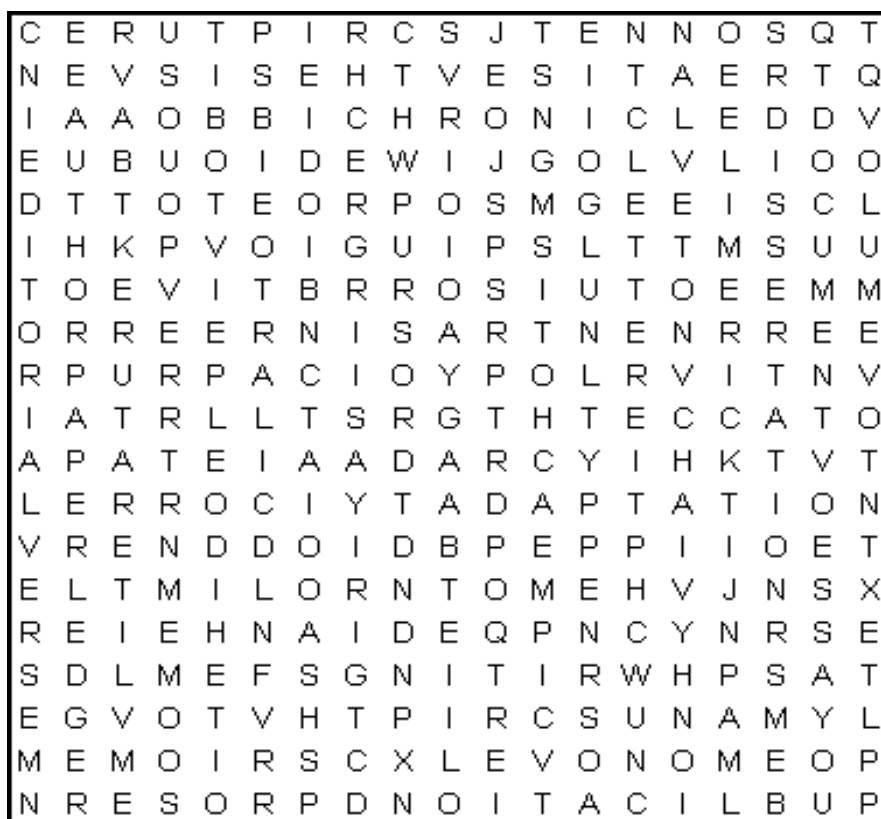 C E R U T P I R C S J T E N N O S Q T
N E V S I S E H T V E S I T A E R T Q
I A A O B B I C H R O N I C L E D D V
E U B U O I D E W I J G O L V L I O O
D T T O T E O R P O S M G E E I S C L
I H K P V O I G U I P S L T T M S U U
T O E V I T B R R O S I U T O E E M M
O R R E E R N I S A R T N E N R R E E
R P U R P A C I O Y P O L R V I T N V
I A T R L L T S R G T H T E C C A T O
A P A T E I A A D A R C Y I H K T V T
L E R R O C I Y T A D A P T A T I O N
V R E N D D O I D B P E P P I I O E T
E L T M I L O R N T O M E H V J N S X
R E I E H N A I D E Q P N C Y N R S E
S D L M E F S G N I T I R W H P S A T
E G V O T V H T P I R C S U N A M Y L
M E M O I R S C X L E V O N O M E O P
N R E S O R P D N O I T A C I L B U P